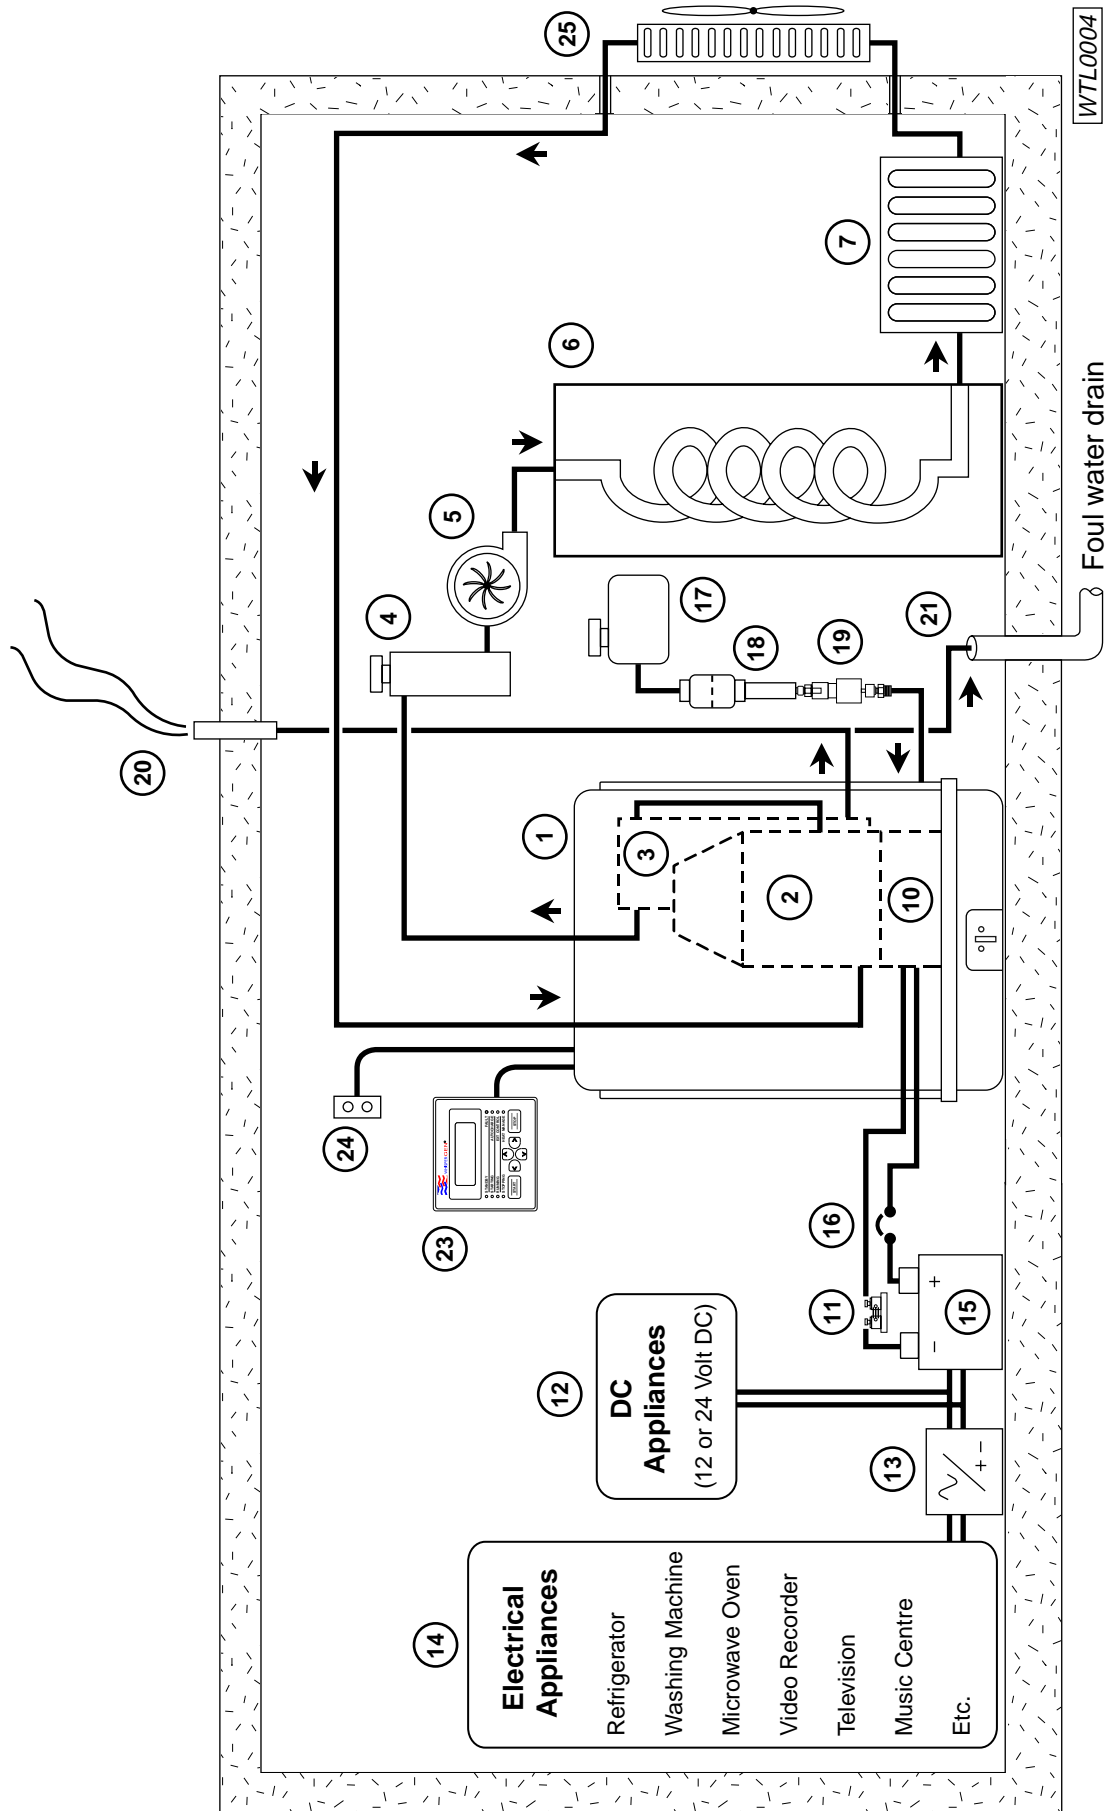 20
24
23
1
4
5
6
25
3
2
10
17
18
19
21
7
16
11
15
+
−
12
DC
Appliances
(12 or 24 Volt DC)
13
+ −
14
Electrical
Appliances
Refrigerator
Washing Machine
Microwave Oven
Video Recorder
Television
Music Centre
Etc.
Foul water drain
WTL0004